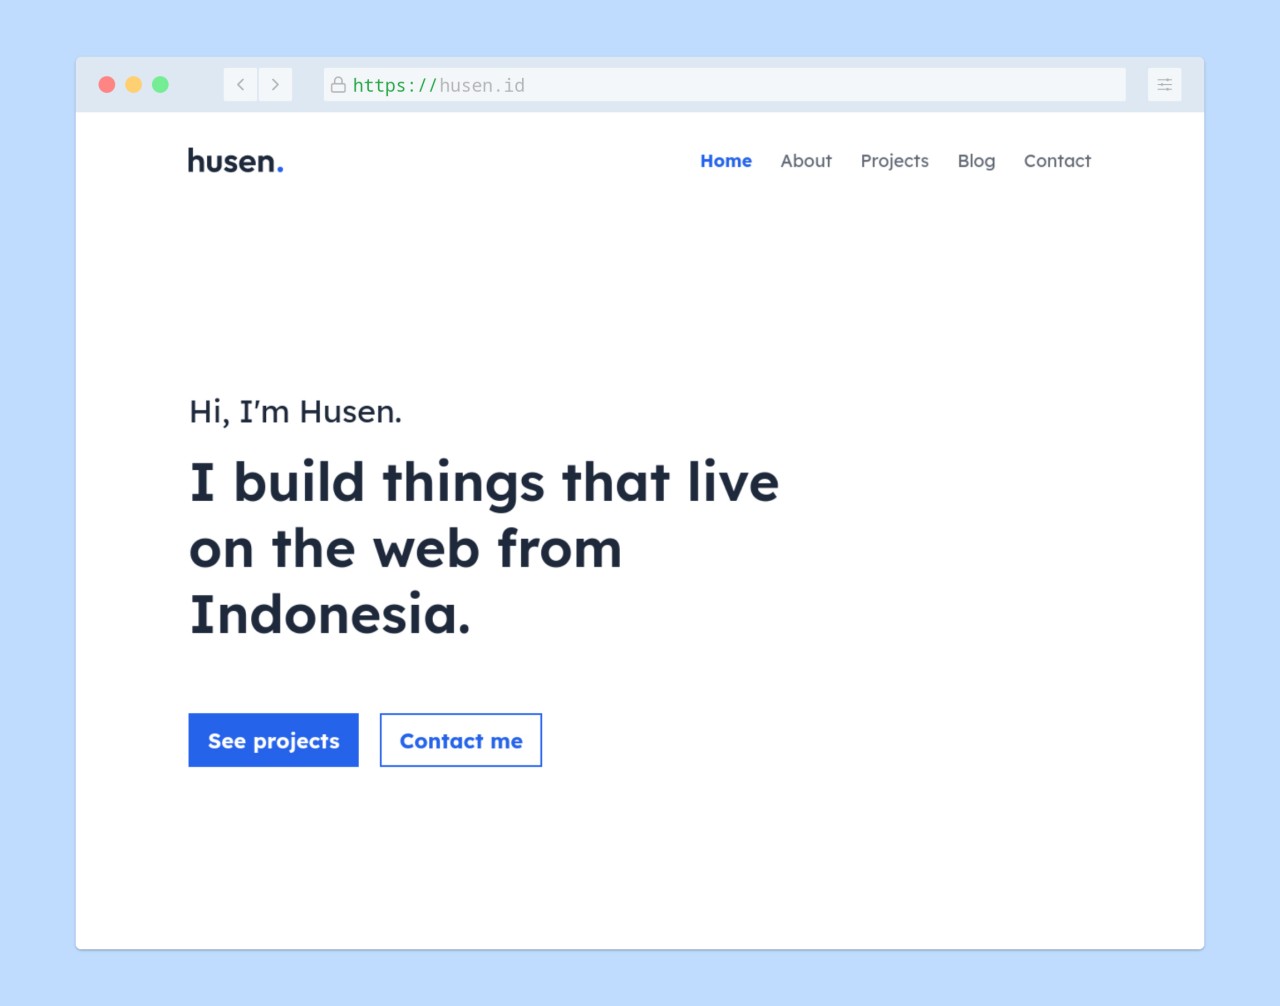 https://husen.id
husen.
Home About Projects Blog Contact
Hi, I'm Husen.
I build things that live
on the web from
Indonesia.
See projects Contact me